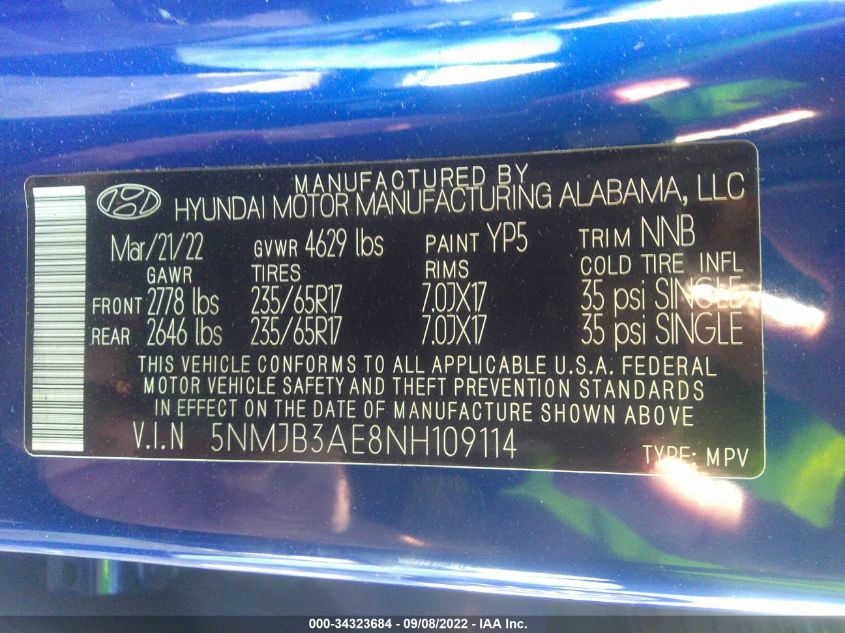 MANUFACTURED BY
HYUNDAI MOTOR MANUFACTURING ALABAMA, LLC
Mar/21/22 GVWR 4629 lbs PAINT YP5 TRIM NNB
GAWR TIRES RIMS COLD TIRE INFL
FRONT 2778 lbs 235/65R17 7.0JX17 35 psi SINGLE
REAR 2646 lbs 235/65R17 7.0JX17 35 psi SINGLE
THIS VEHICLE CONFORMS TO ALL APPLICABLE U.S.A. FEDERAL
MOTOR VEHICLE SAFETY AND THEFT PREVENTION STANDARDS
IN EFFECT ON THE DATE OF MANUFACTURE SHOWN ABOVE
V.I.N 5NMJB3AE8NH109114 TYPE: MPV
000-34323684 - 09/08/2022 - IAA Inc.